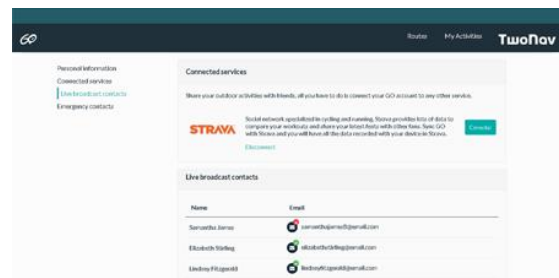 GO
Routes
My Activities
TwoNav
Personal information
Connected services
Live broadcast contacts
Emergency contacts
Connected services
Share your outdoor activities with friends, all you have to do is connect your GO account to any other service.
STRAVA
Social network specialized in cycling and running. Strava provides lots of data to
compare your workouts and share your latest feats with other fans. Sync GO
with Strava and you will have all the data recorded with your device in Strava.
Disconnect
Live broadcast contacts
Name
Email
Samantha James
Elizabeth Stirling
Lindsey Fitzgerald